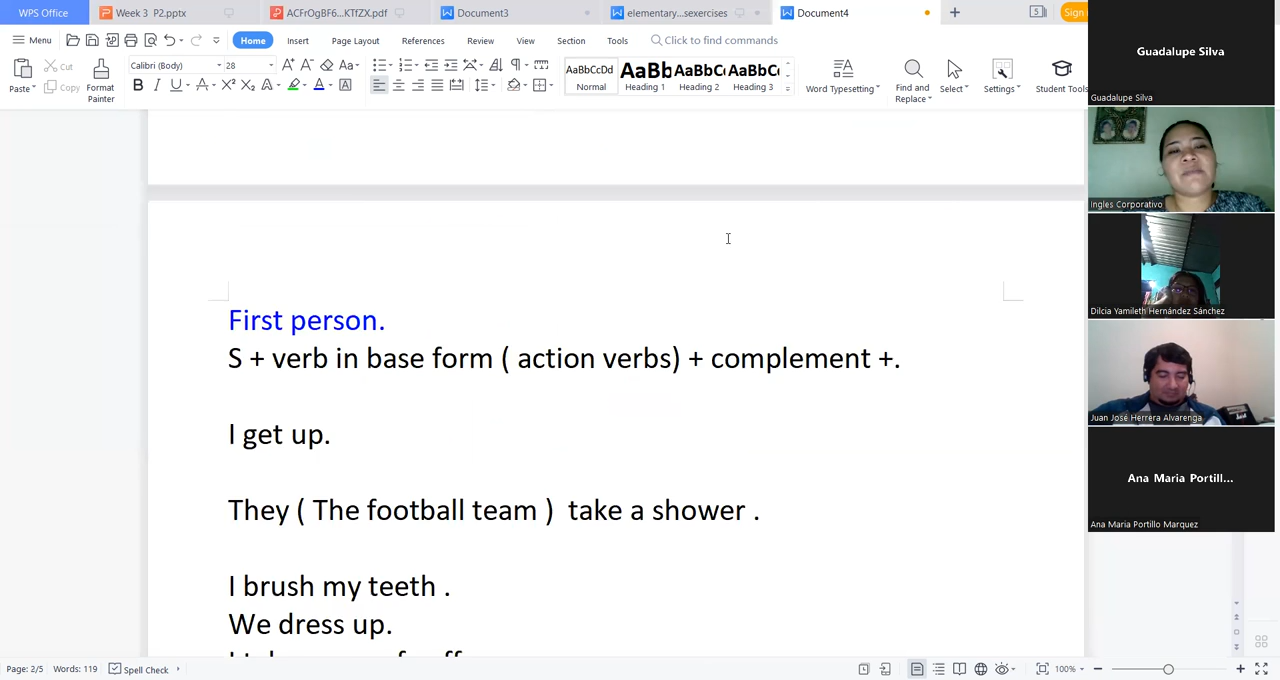 WPS Office
Week 3 P2.pptx
ACFrOgBF6...KTfZX.pdf
Document3
elementary...sexercises
Document4
5
Sign
Menu
Home
Insert
Page Layout
References
Review
View
Section
Tools
Click to find commands
Paste
Cut
Copy
Format
Painter
Calibri (Body)
28
AaBbCcDd
Normal
AaBb
Heading 1
AaBbC
Heading 2
AaBbC
Heading 3
Word Typesetting
Find and
Replace
Select
Settings
Student Tools
First person.
S + verb in base form ( action verbs) + complement +.
I get up.
They ( The football team ) take a shower .
I brush my teeth .
We dress up.
Guadalupe Silva
Guadalupe Silva
Ingles Corporativo
Dilcia Yamileth Hernández Sánchez
Juan José Herrera Alvarenga
Ana Maria Portill...
Ana Maria Portillo Marquez
Page: 2/5
Words: 119
Spell Check
100%